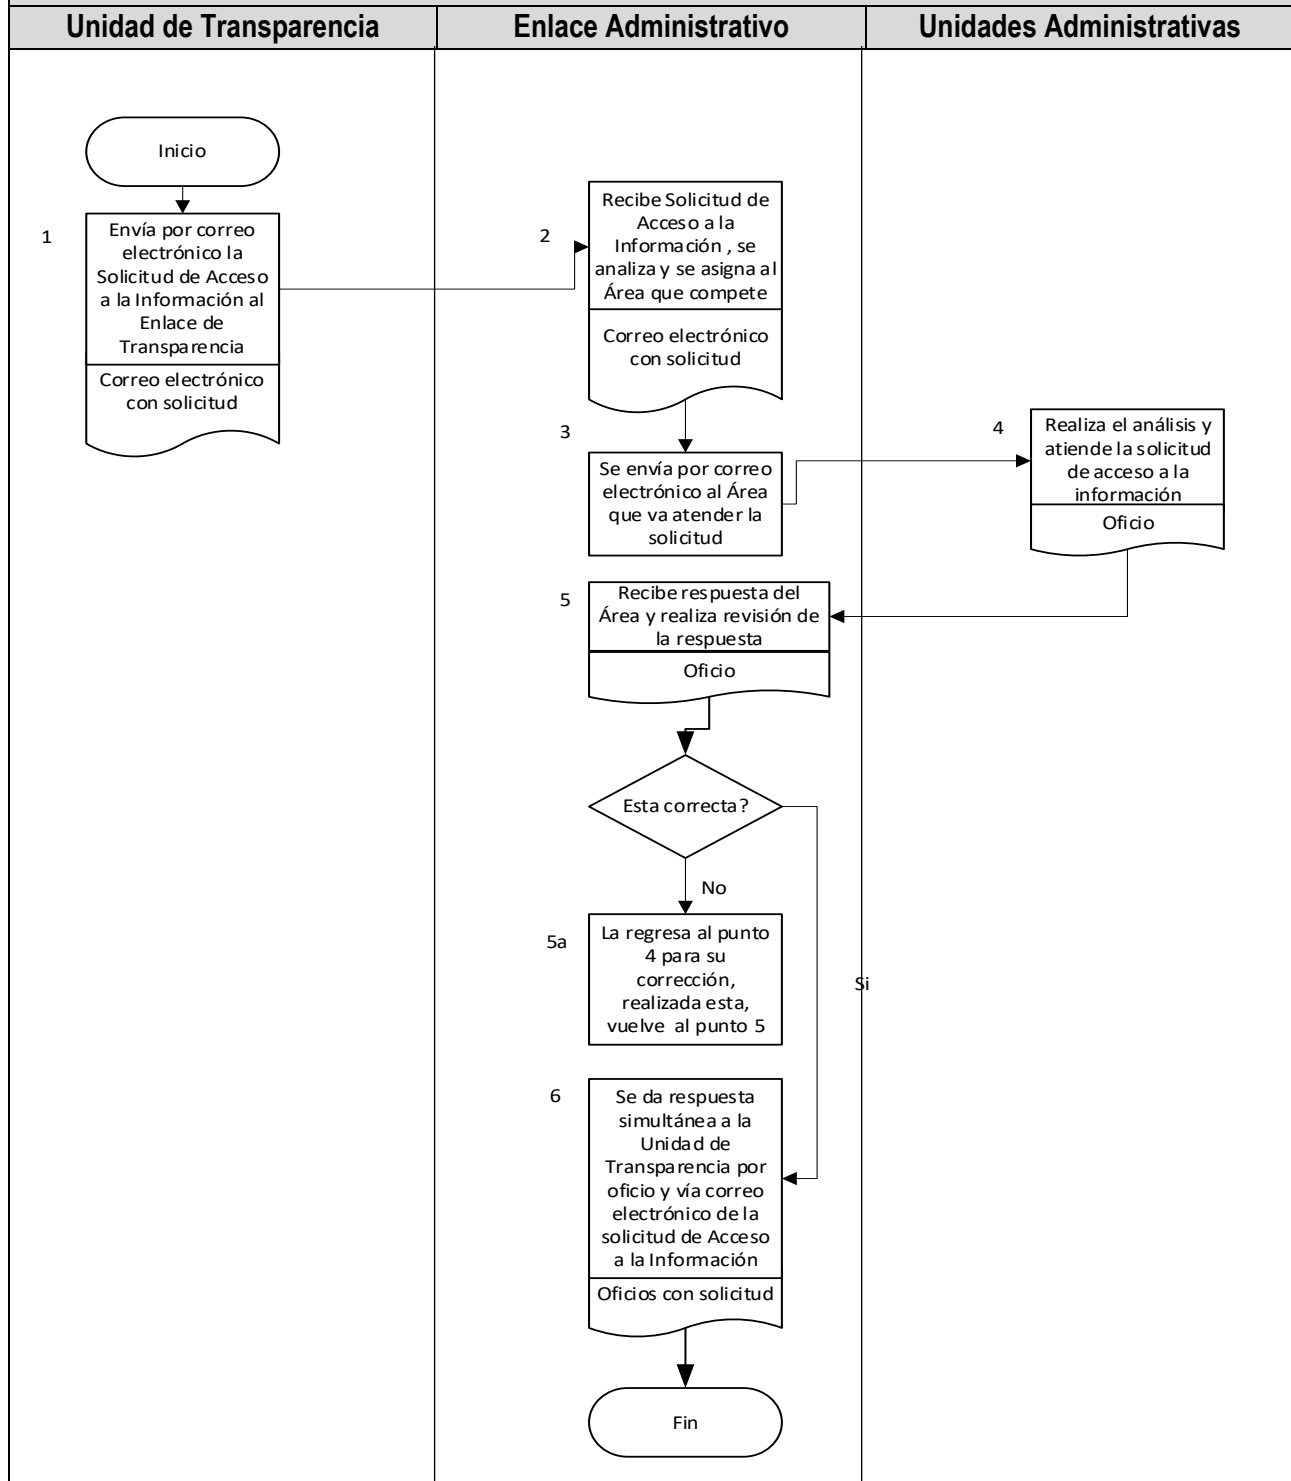 Unidad de Transparencia
Enlace Administrativo
Unidades Administrativas
Inicio
1
Envía por correo
electrónico la
Solicitud de Acceso
a la Información al
Enlace de
Transparencia
Correo electrónico
con solicitud
2
Recibe Solicitud de
Acceso a la
Información , se
analiza y se asigna al
Área que compete
Correo electrónico
con solicitud
3
Se envía por correo
electrónico al Área
que va atender la
solicitud
4
Realiza el análisis y
atiende la solicitud
de acceso a la
información
Oficio
5
Recibe respuesta del
Área y realiza revisión de
la respuesta
Oficio
Esta correcta?
No
Si
5a
La regresa al punto
4 para su
corrección,
realizada esta,
vuelve al punto 5
6
Se da respuesta
simultánea a la
Unidad de
Transparencia por
oficio y vía correo
electrónico de la
solicitud de Acceso
a la Información
Oficios con solicitud
Fin